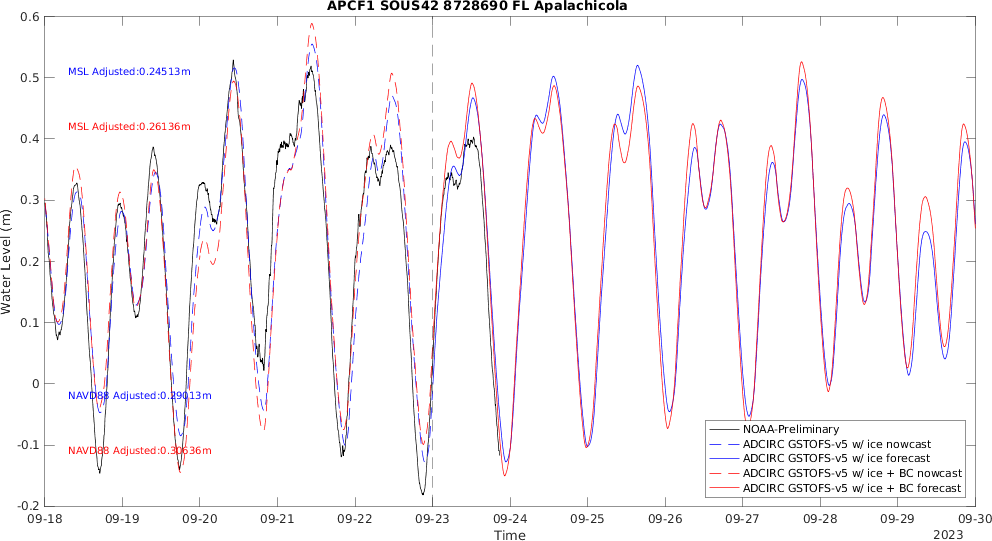 APCF1 SOUS42 8728690 FL Apalachicola
0.6
0.5
0.4
0.3
0.2
0.1
0
-0.1
-0.2
Water Level (m)
MSL Adjusted:0.24513m
MSL Adjusted:0.26136m
NAVD88 Adjusted:0.29013m
NAVD88 Adjusted:0.30636m
NOAA-Preliminary
ADCIRC GSTOFS-v5 w/ ice nowcast
ADCIRC GSTOFS-v5 w/ ice forecast
ADCIRC GSTOFS-v5 w/ ice + BC nowcast
ADCIRC GSTOFS-v5 w/ ice + BC forecast
09-18 09-19 09-20 09-21 09-22 09-23 09-24 09-25 09-26 09-27 09-28 09-29 09-30
Time
2023